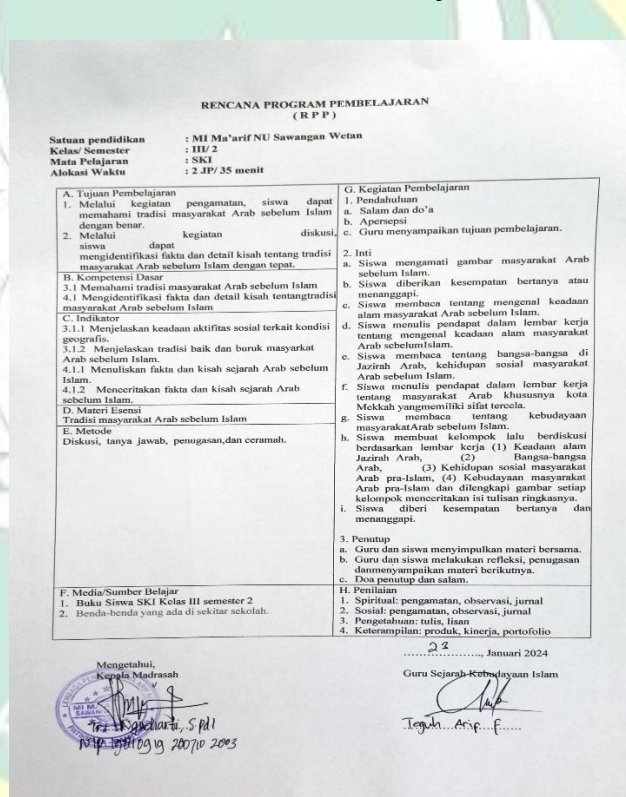 RENCANA PROGRAM PEMBELAJARAN
( R P P )
Satuan pendidikan : MI Ma'arif NU Sawangan Wetan
Kelas/ Semester : III/ 2
Mata Pelajaran : SKI
Alokasi Waktu : 2 JP/ 35 menit
A. Tujuan Pembelajaran
1. Melalui kegiatan pengamatan, siswa dapat
memahami tradisi masyarakat Arab sebelum Islam
dengan benar.
2. Melalui kegiatan diskusi,
siswa dapat
mengidentifikasi fakta dan detail kisah tentang tradisi
masyarakat Arab sebelum Islam dengan tepat.
B. Kompetensi Dasar
3.1 Memahami tradisi masyarakat Arab sebelum Islam
4.1 Mengidentifikasi fakta dan detail kisah tentangtradisi
masyarakat Arab sebelum Islam
C. Indikator
3.1.1 Menjelaskan keadaan aktifitas sosial terkait kondisi
geografis.
3.1.2 Menjelaskan tradisi baik dan buruk masyarkat
Arab sebelum Islam.
4.1.1 Menuliskan fakta dan kisah sejarah Arab sebelum
Islam.
4.1.2 Menceritakan fakta dan kisah sejarah Arab
sebelum Islam.
D. Materi Esensi
Tradisi masyarakat Arab sebelum Islam
E. Metode
Diskusi, tanya jawab, penugasan,dan ceramah.
F. Media/Sumber Belajar
1. Buku Siswa SKI Kelas III semester 2
2. Benda-benda yang ada di sekitar sekolah.
G. Kegiatan Pembelajaran
1. Pendahuluan
a. Salam dan do'a
b. Apersepsi
c. Guru menyampaikan tujuan pembelajaran.
2. Inti
a. Siswa mengamati gambar masyarakat Arab
sebelum Islam.
b. Siswa diberikan kesempatan bertanya atau
menanggapi.
c. Siswa membaca tentang mengenal keadaan
alam masyarakat Arab sebelum Islam.
d. Siswa menulis pendapat dalam lembar kerja
tentang mengenal keadaan alam masyarakat
Arab sebelumIslam.
e. Siswa membaca tentang bangsa-bangsa di
Jazirah Arab, kehidupan sosial masyarakat
Arab sebelum Islam.
f. Siswa menulis pendapat dalam lembar kerja
tentang masyarakat Arab khususnya kota
Mekkah yangmemiliki sifat tercela.
g. Siswa membaca tentang kebudayaan
masyarakatArab sebelum Islam.
h. Siswa membuat kelompok lalu berdiskusi
berdasarkan lembar kerja (1) Keadaan alam
Jazirah Arab, (2) Bangsa-bangsa
Arab, (3) Kehidupan sosial masyarakat
Arab pra-Islam, (4) Kebudayaan masyarakat
Arab pra-Islam dan dilengkapi gambar setiap
kelompok menceritakan isi tulisan ringkasnya.
i. Siswa diberi kesempatan bertanya dan
menanggapi.
3. Penutup
a. Guru dan siswa menyimpulkan materi bersama.
b. Guru dan siswa melakukan refleksi, penugasan
danmenyampaikan materi berikutnya.
c. Doa penutup dan salam.
H. Penilaian
1. Spiritual: pengamatan, observasi, jurnal
2. Sosial: pengamatan, observasi, jurnal
3. Pengetahuan: tulis, lisan
4. Keterampilan: produk, kinerja, portofolio
23, Januari 2024
Mengetahui,
Kepala Madrasah
Guru Sejarah Kebudayaan Islam
S.PdI
200710 2003
Teguh Arip F.